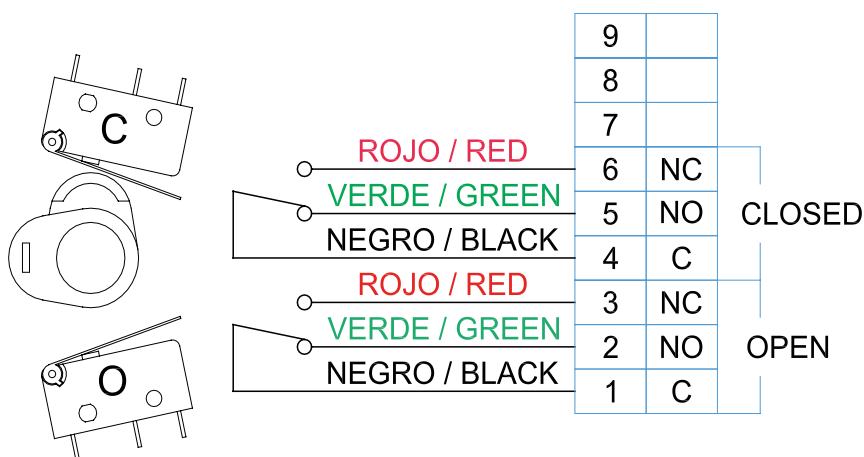 9
8
7
C
ROJO / RED 6 NC
VERDE / GREEN 5 NO CLOSED
NEGRO / BLACK 4 C
ROJO / RED 3 NC
VERDE / GREEN 2 NO OPEN
O
NEGRO / BLACK 1 C